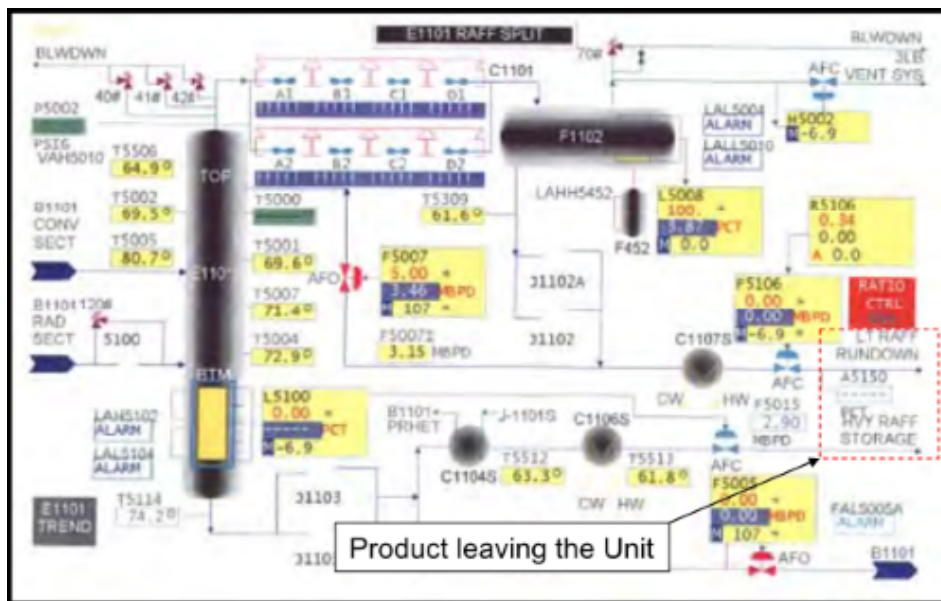 E1101 RAFF SPLIT
BLWDWN
40# 41# 42#
P5002
PSIG
VAH5010
T5506
64.9°
TOP
T5002
69.5°
T5005
80.7°
B1101
CONV
SECT
E1101
B1101 120#
RAD
SECT
5100
BTM
LAH5102
ALARM
LAL5104
ALARM
E1101
TREND
T5114
74.2°
A1 B1 C1 D1
A2 B2 C2 D2
C1101
T5000
T5001
69.6°
T5007
71.4°
T5004
72.9°
L5100
0.00
PCT
M -6.9
AFO
F5007
5.00
3.46 MBPD
M 107
F5007I
3.15 MBPD
T5309
61.6°
F1102
70#
BLWDWN
3LB
VENT SYS
AFC
H5002
M -6.9
LAL5004
ALARM
LALL5010
ALARM
LAHH5452
F452
L5008
100.
PCT
M 0.0
R5106
0.34
0.00
A 0.0
F5106
0.00
0.00 MBPD
M -6.9
RATIO
CTRL
J1102A
J1102
C1107S
CW HW
AFC
LT RAFF
RUNDOWN
A5150
PCT
HVY RAFF
STORAGE
F5015
2.90
MBPD
B1101
PRHET
J-1101S
C1104S
T5512
63.3°
C1106S
T5513
61.8°
CW HW
AFC
J1103
F5005
0.00
0.00 MBPD
M 107
FAL5005A
ALARM
AFO
B1101
Product leaving the Unit